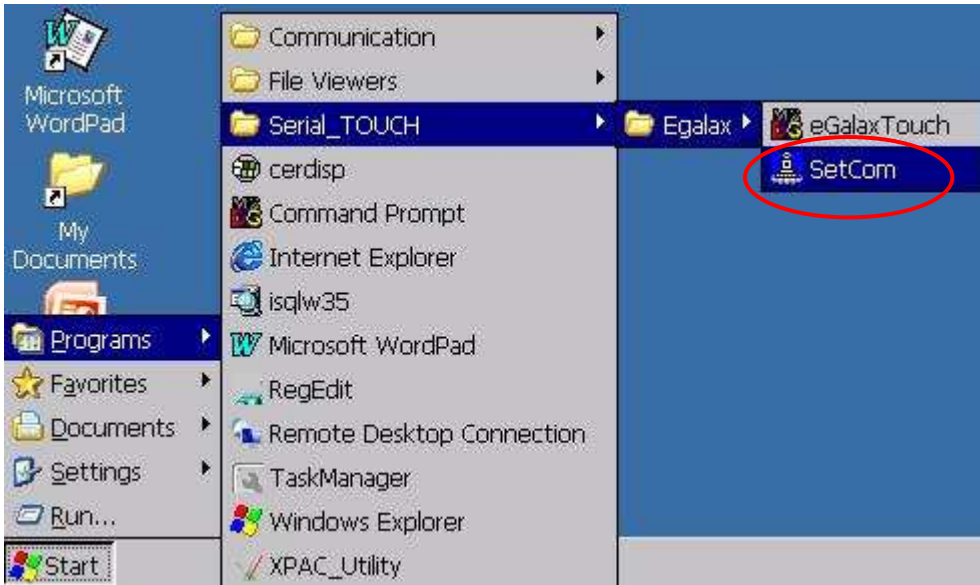 Microsoft
WordPad
My
Documents
Communication
File Viewers
Serial_TOUCH
cerdisp
Command Prompt
Internet Explorer
isqlw35
Microsoft WordPad
RegEdit
Remote Desktop Connection
TaskManager
Windows Explorer
XPAC_Utility
Egalax
eGalaxTouch
SetCom
Programs
Favorites
Documents
Settings
Run...
Start